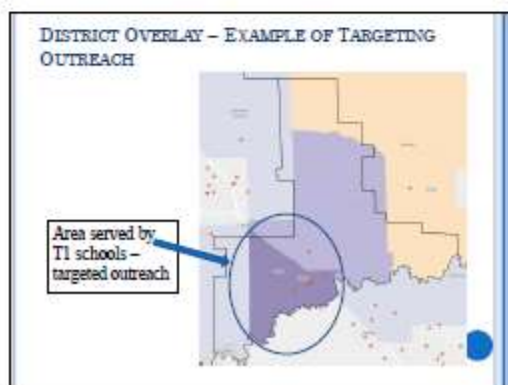 DISTRICT OVERLAY – EXAMPLE OF TARGETING
OUTREACH
Area served by
T1 schools –
targeted outreach